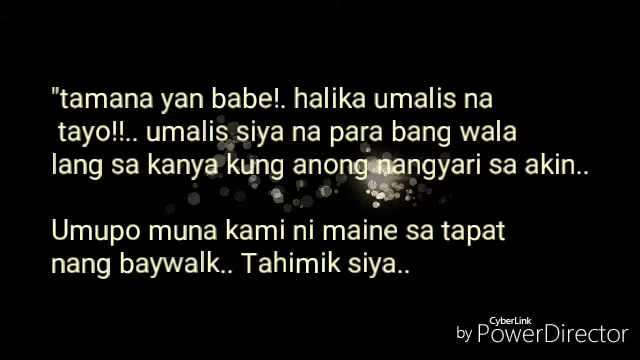 "tamana yan babe!. halika umalis na
tayo!!.. umalis siya na para bang wala
lang sa kanya kung anong nangyari sa akin..
Umupo muna kami ni maine sa tapat
nang baywalk.. Tahimik siya..
CyberLink
by PowerDirector